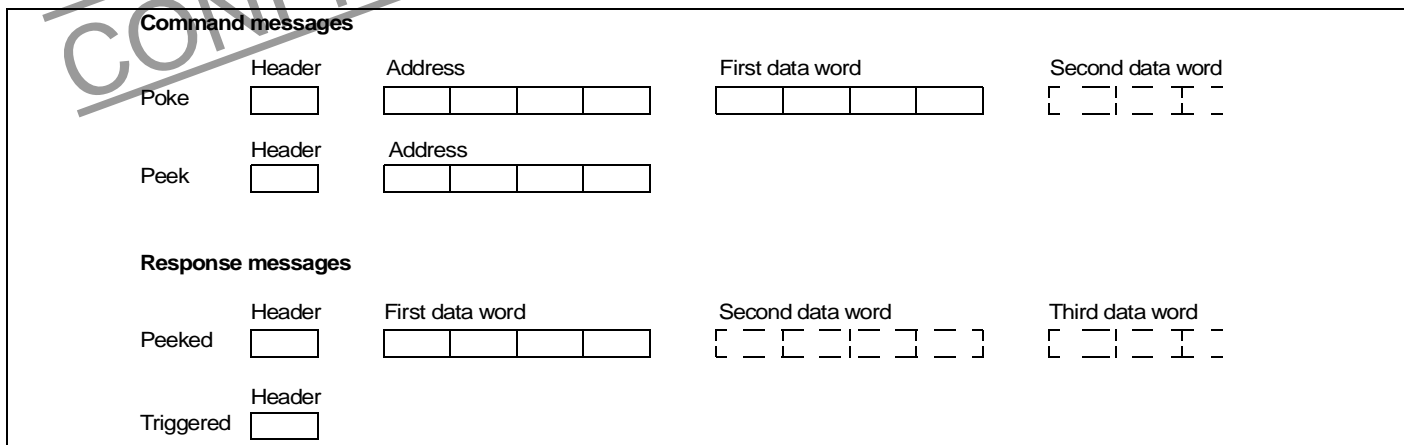 Command messages
Header Address First data word Second data word
Poke
Header Address
Peek
Response messages
Header First data word Second data word Third data word
Peeked
Header
Triggered